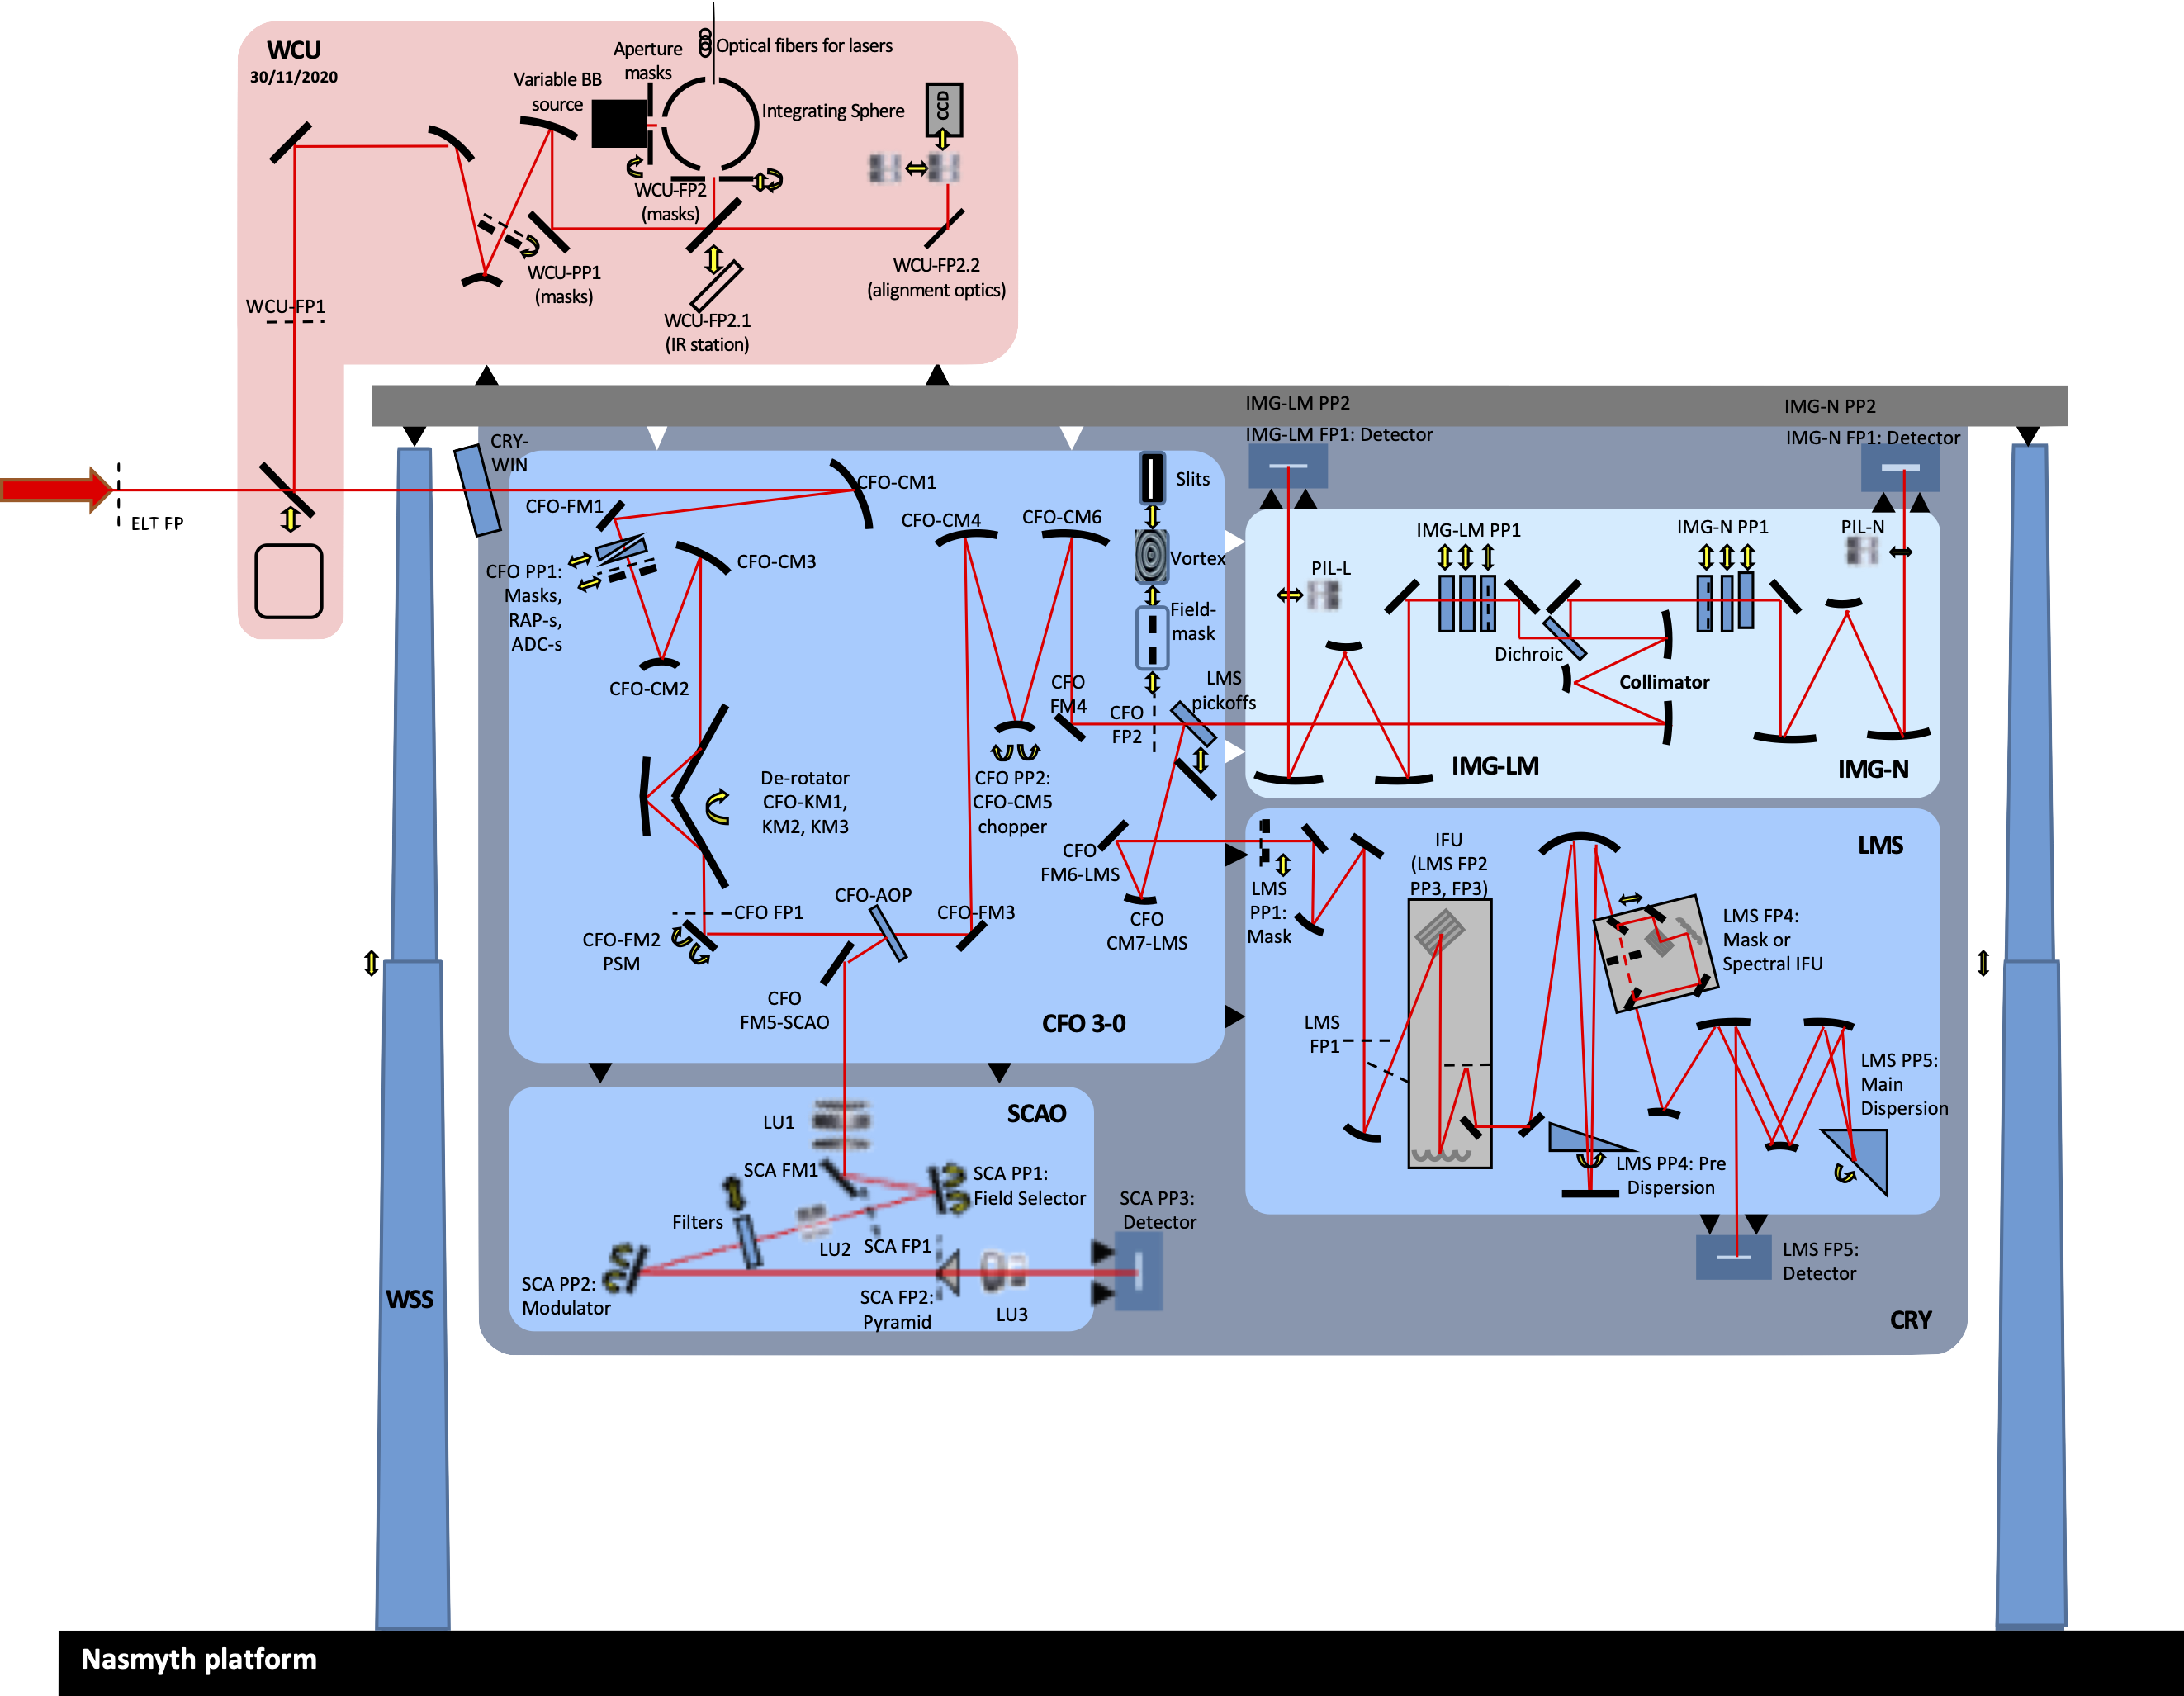 WCU
30/11/2020
Aperture
masks
Optical fibers for lasers
Variable BB
source
Integrating Sphere
CCD
WCU-FP2
(masks)
WCU-PP1
(masks)
WCU-FP2.2
(alignment optics)
WCU-FP1
WCU-FP2.1
(IR station)
IMG-LM PP2
IMG-N PP2
IMG-LM FP1: Detector
IMG-N FP1: Detector
CRY-
WIN
ELT FP
CFO-FM1
CFO-CM1
CFO-CM4
CFO-CM6
Slits
Vortex
Field-
mask
CFO PP1:
Masks,
RAP-s,
ADC-s
CFO-CM3
CFO-CM2
CFO
FM4
CFO
FP2
LMS
pickoffs
De-rotator
CFO-KM1,
KM2, KM3
CFO PP2:
CFO-CM5
chopper
CFO
FM6-LMS
CFO
CM7-LMS
CFO-AOP
CFO FP1
CFO-FM3
CFO-FM2
PSM
CFO
FM5-SCAO
CFO 3-0
IMG-LM PP1
IMG-N PP1
PIL-N
PIL-L
Dichroic
Collimator
IMG-LM
IMG-N
LMS
LMS
PP1:
Mask
IFU
(LMS FP2
PP3, FP3)
LMS FP4:
Mask or
Spectral IFU
LMS
FP1
LMS PP5:
Main
Dispersion
LMS PP4: Pre
Dispersion
LMS FP5:
Detector
SCAO
LU1
SCA FM1
SCA PP1:
Field Selector
SCA PP3:
Detector
Filters
LU2
SCA FP1
SCA PP2:
Modulator
SCA FP2:
Pyramid
LU3
WSS
CRY
Nasmyth platform